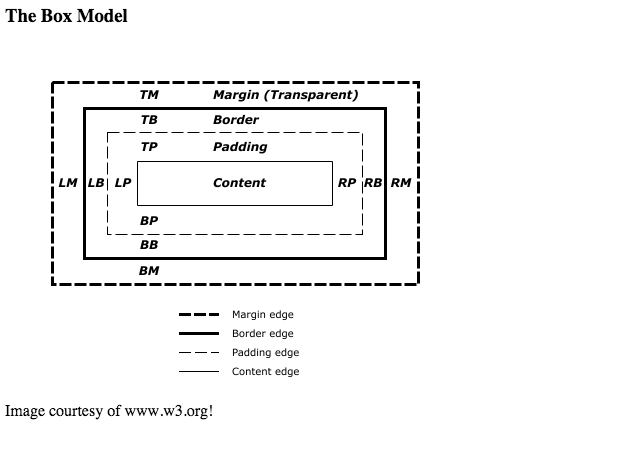 The Box Model
TM Margin (Transparent)
TB Border
TP Padding
LM LB LP Content RP RB RM
BP
BB
BM
Margin edge
Border edge
Padding edge
Content edge
Image courtesy of www.w3.org!